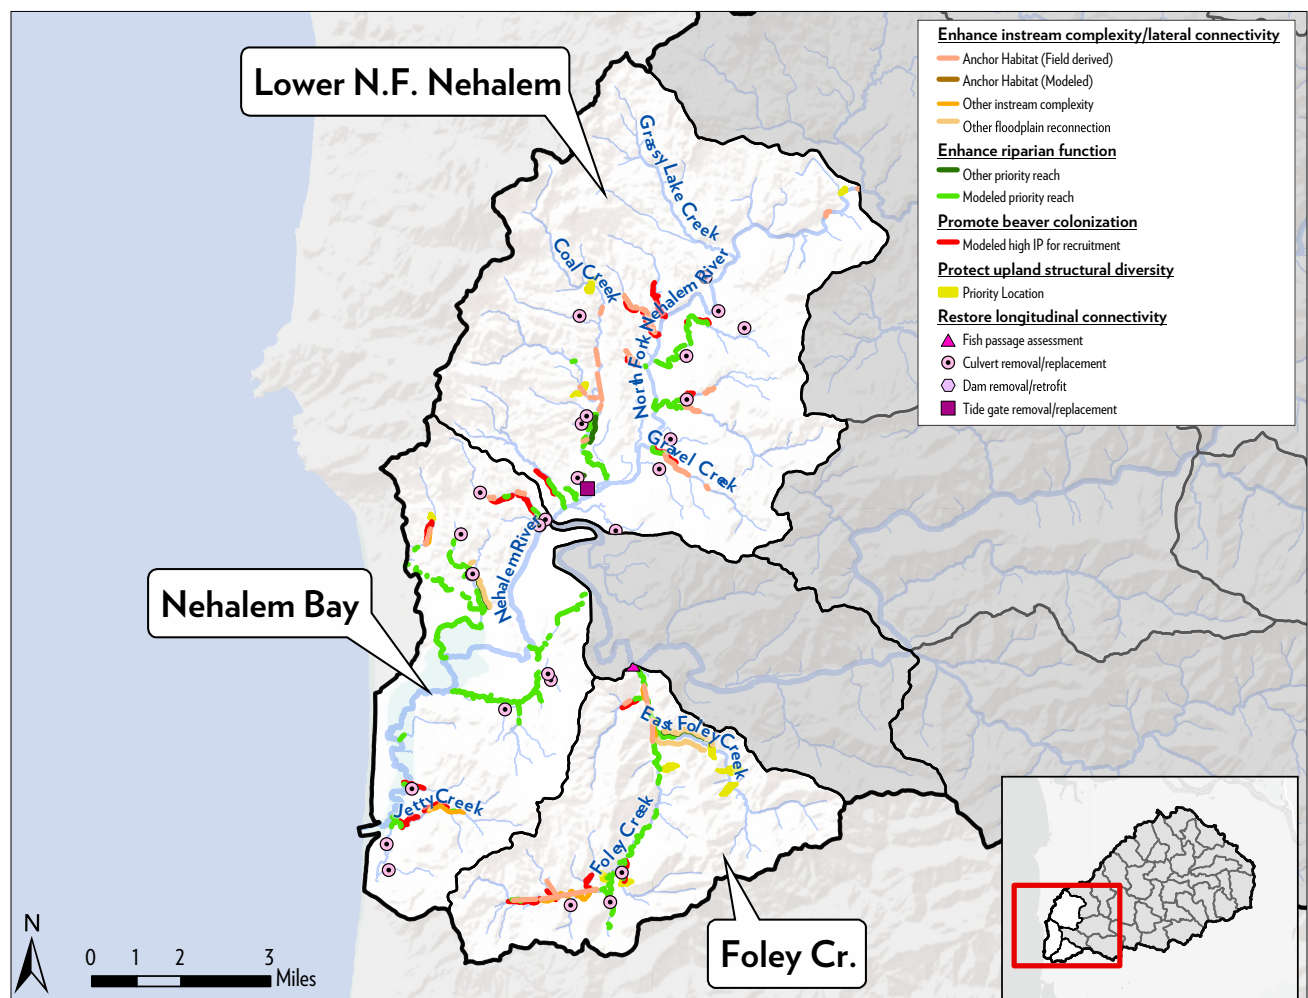 Enhance instream complexity/lateral connectivity
Anchor Habitat (Field derived)
Anchor Habitat (Modeled)
Other instream complexity
Other floodplain reconnection
Enhance riparian function
Other priority reach
Modeled priority reach
Promote beaver colonization
Modeled high IP for recruitment
Protect upland structural diversity
Priority Location
Restore longitudinal connectivity
Fish passage assessment
Culvert removal/replacement
Dam removal/retrofit
Tide gate removal/replacement
Lower N.F. Nehalem
Grassy Lake Creek
Coal Creek
North Fork Nehalem River
Gravel Creek
Nehalem River
Nehalem Bay
East Foley Creek
Jetty Creek
Foley Creek
Foley Cr.
N
0 1 2 3
Miles